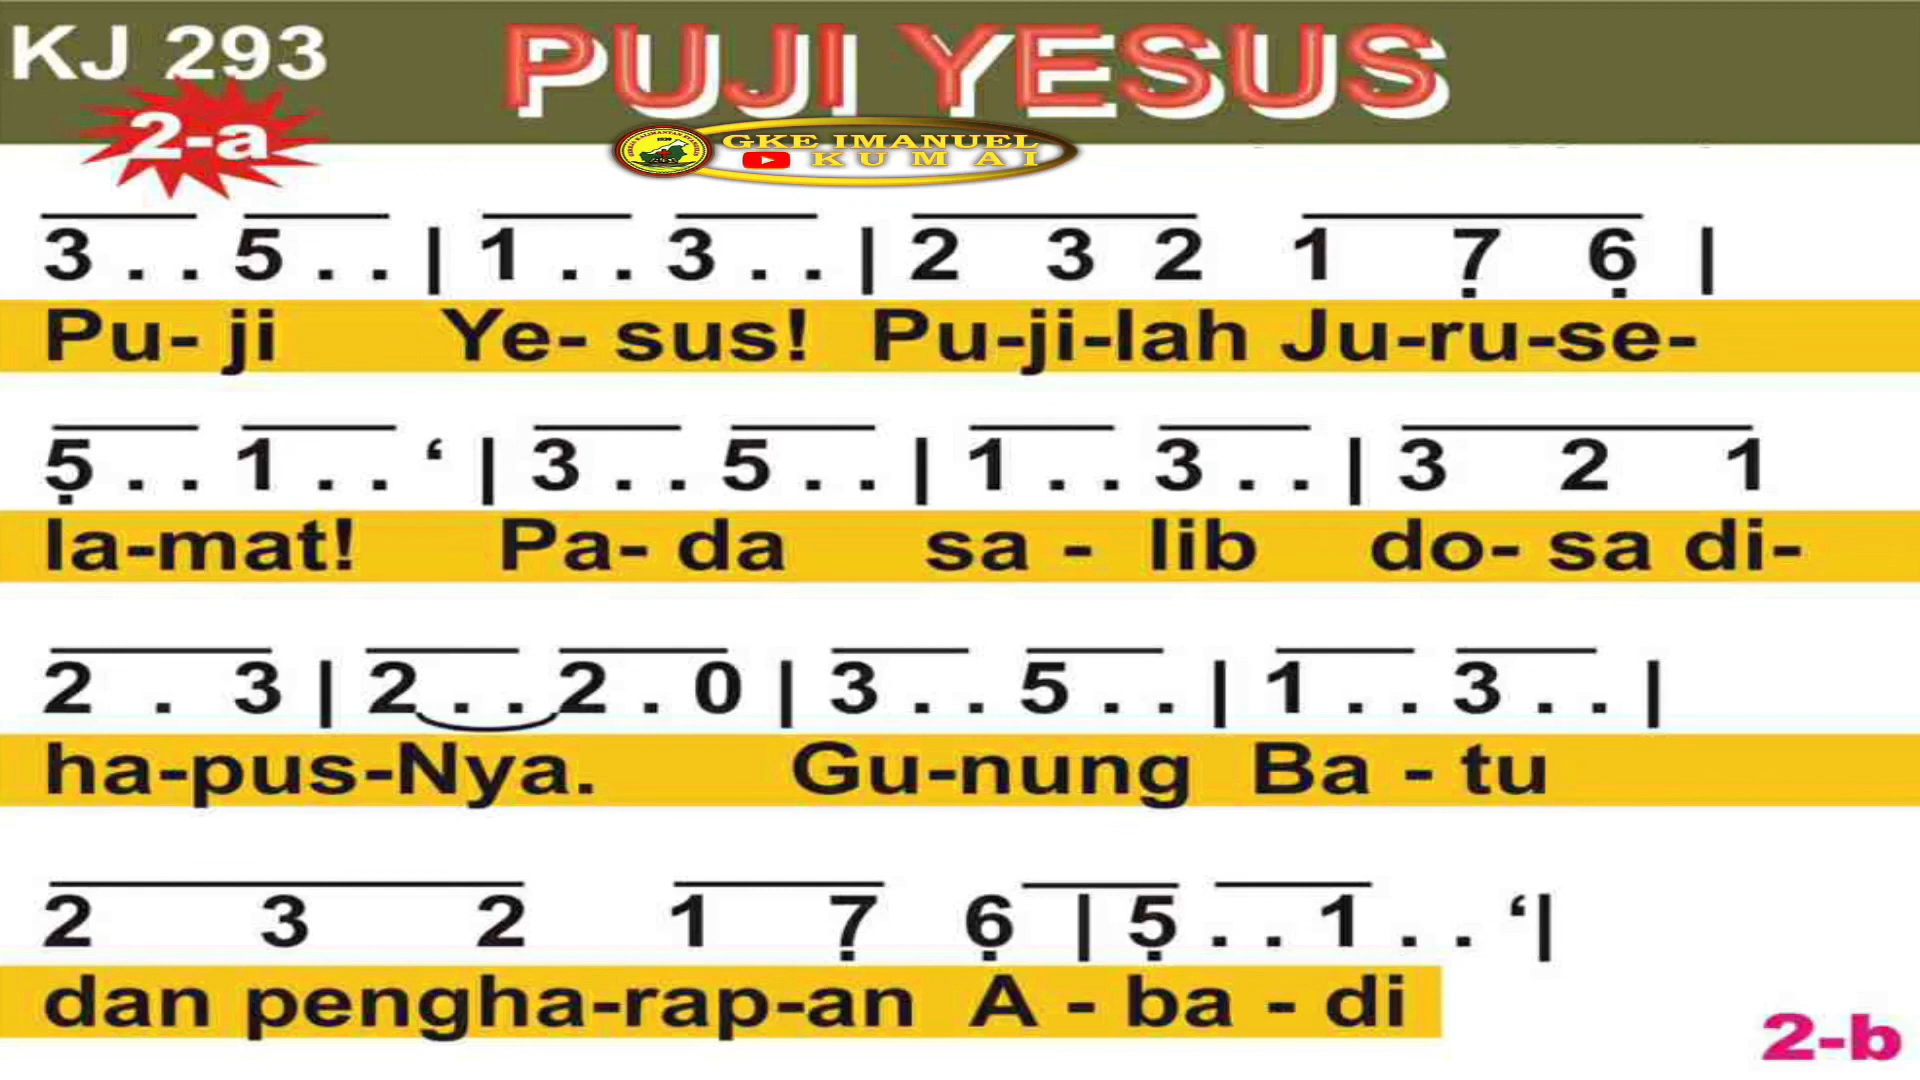 KJ 293
PUJI YESUS
2-a
GKE IMANUEL
KUMAI
3 . . 5 . . | 1 . . 3 . . | 2 3 2 1 7̣ 6̣ |
Pu- ji Ye- sus! Pu-ji-lah Ju-ru-se-
5̣ . . 1 . . ‘ | 3 . . 5 . . | 1 . . 3 . . | 3 2 1
la-mat! Pa- da sa - lib do- sa di-
2 . 3 | 2 . . 2 . 0 | 3 . . 5 . . | 1 . . 3 . . |
ha-pus-Nya. Gu-nung Ba - tu
2 3 2 1 7̣ 6̣ | 5̣ . . 1 . . ‘|
dan pengha-rap-an A - ba - di
2-b